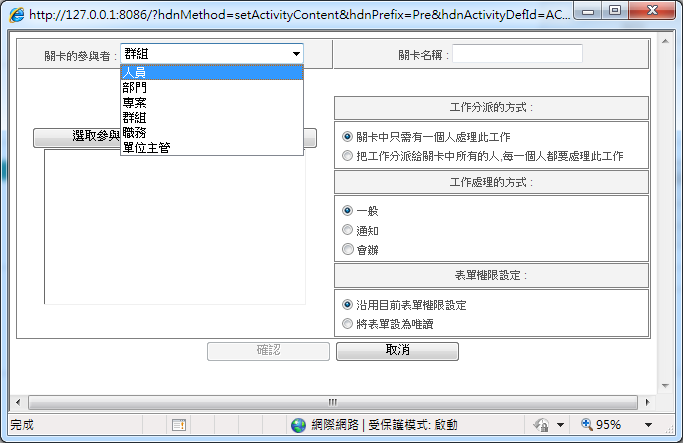 http://127.0.0.1:8086/?hdnMethod=setActivityContent&hdnPrefix=Pre&hdnActivityDefId=AC...
關卡的參與者 : 群組
關卡名稱 :
人員
部門
專案
群組
職務
單位主管
選取參與
工作分派的方式 :
關卡中只需有一個人處理此工作
把工作分派給關卡中所有的人,每一個人都要處理此工作
工作處理的方式 :
一般
通知
會辦
表單權限設定 :
沿用目前表單權限設定
將表單設為唯讀
確認
取消
完成
網際網路 | 受保護模式: 啟動
95%